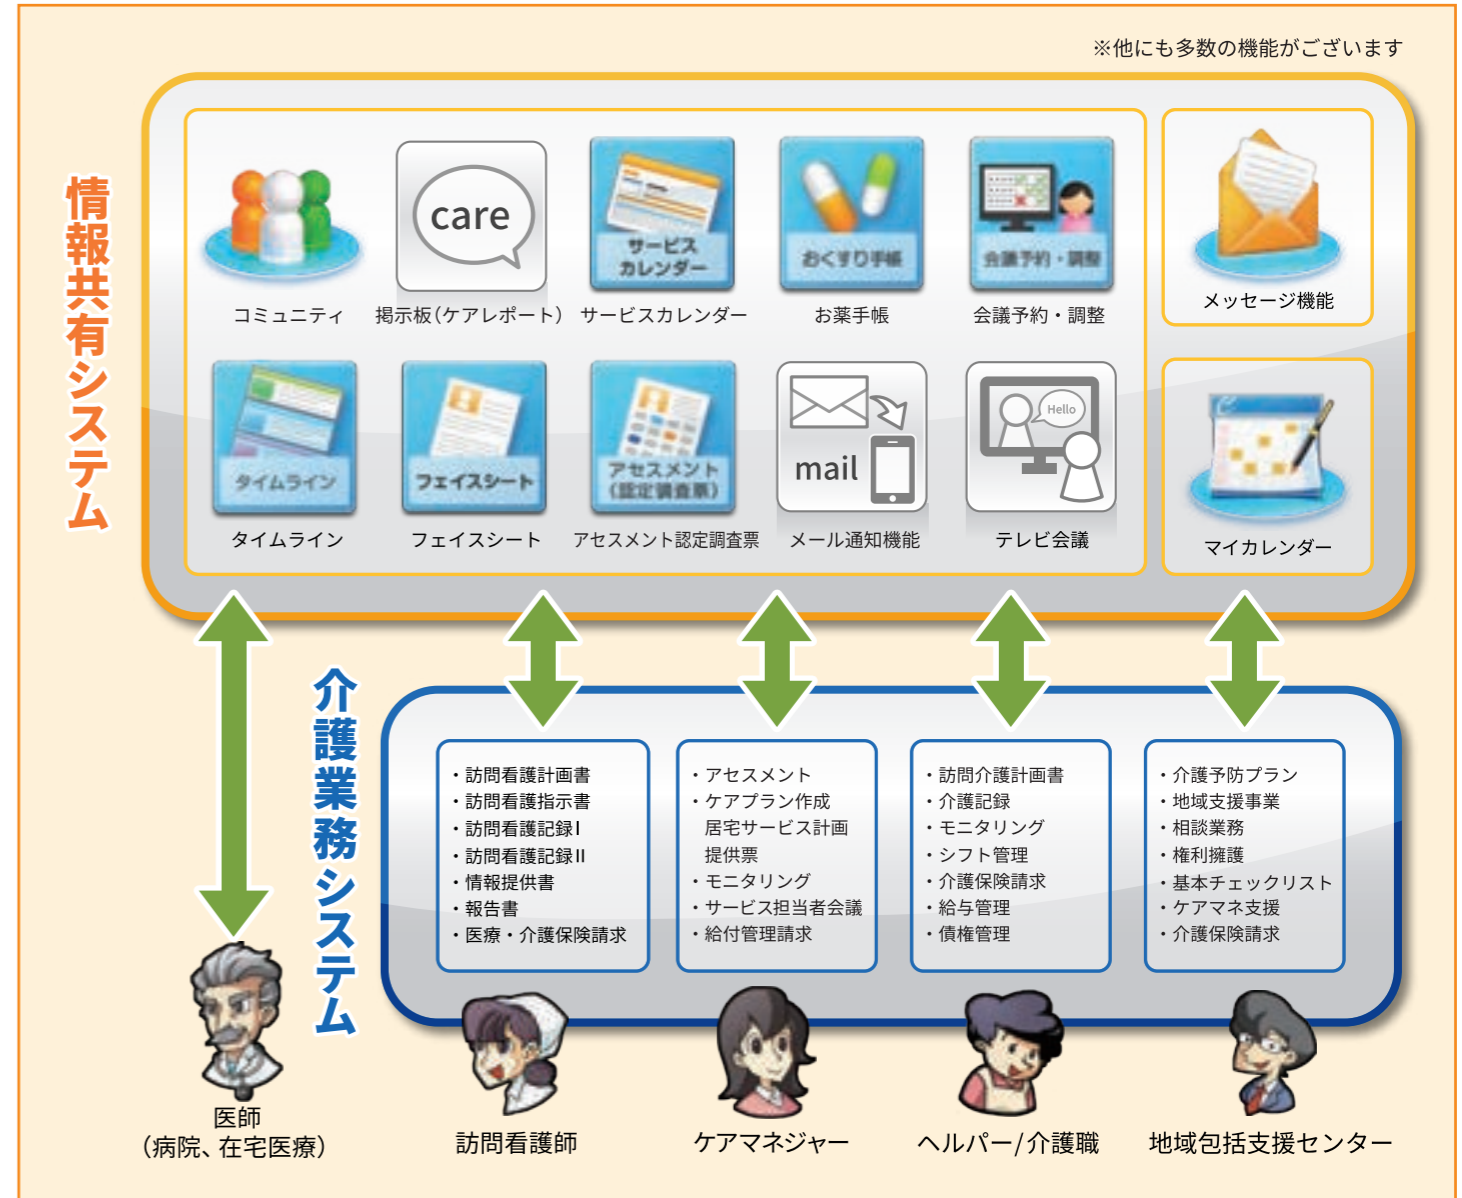 ※他にも多数の機能がございます
情報共有システム
care
サービス
カレンダー
おくすり手帳
会議予約・調整
コミュニティ
掲示板(ケアレポート)
サービスカレンダー
お薬手帳
会議予約・調整
メッセージ機能
タイムライン
フェイスシート
アセスメント
(認定調査票)
mail
Hello
タイムライン
フェイスシート
アセスメント認定調査票
メール通知機能
テレビ会議
マイカレンダー
介護業務システム
・訪問看護計画書
・訪問看護指示書
・訪問看護記録Ⅰ
・訪問看護記録Ⅱ
・情報提供書
・報告書
・医療・介護保険請求
・アセスメント
・ケアプラン作成
居宅サービス計画
提供票
・モニタリング
・サービス担当者会議
・給付管理請求
・訪問介護計画書
・介護記録
・モニタリング
・シフト管理
・介護保険請求
・給与管理
・債権管理
・介護予防プラン
・地域支援事業
・相談業務
・権利擁護
・基本チェックリスト
・ケアマネ支援
・介護保険請求
医師
(病院、在宅医療)
訪問看護師
ケアマネジャー
ヘルパー/介護職
地域包括支援センター